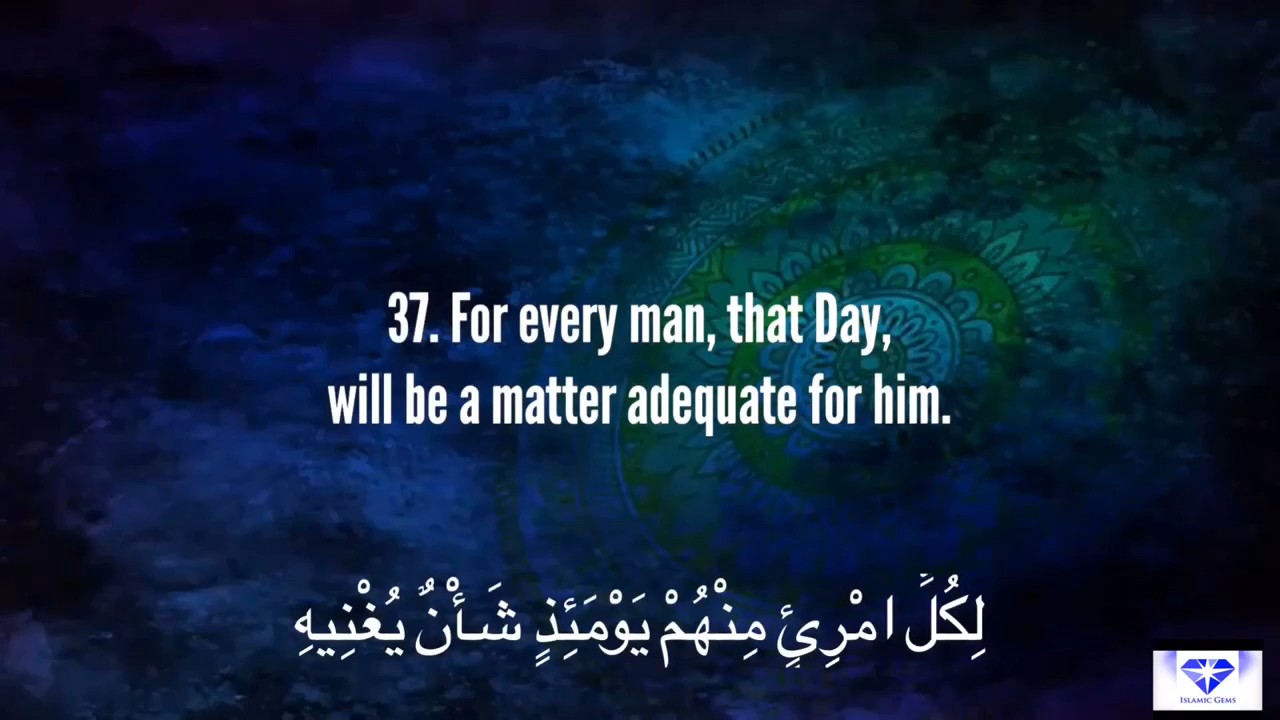 37. For every man, that Day,
will be a matter adequate for him.
لِكُلِّ امْرِئٍ مِنْهُمْ يَوْمَئِذٍ شَأْنٌ يُغْنِيهِ
ISLAMIC GEMS